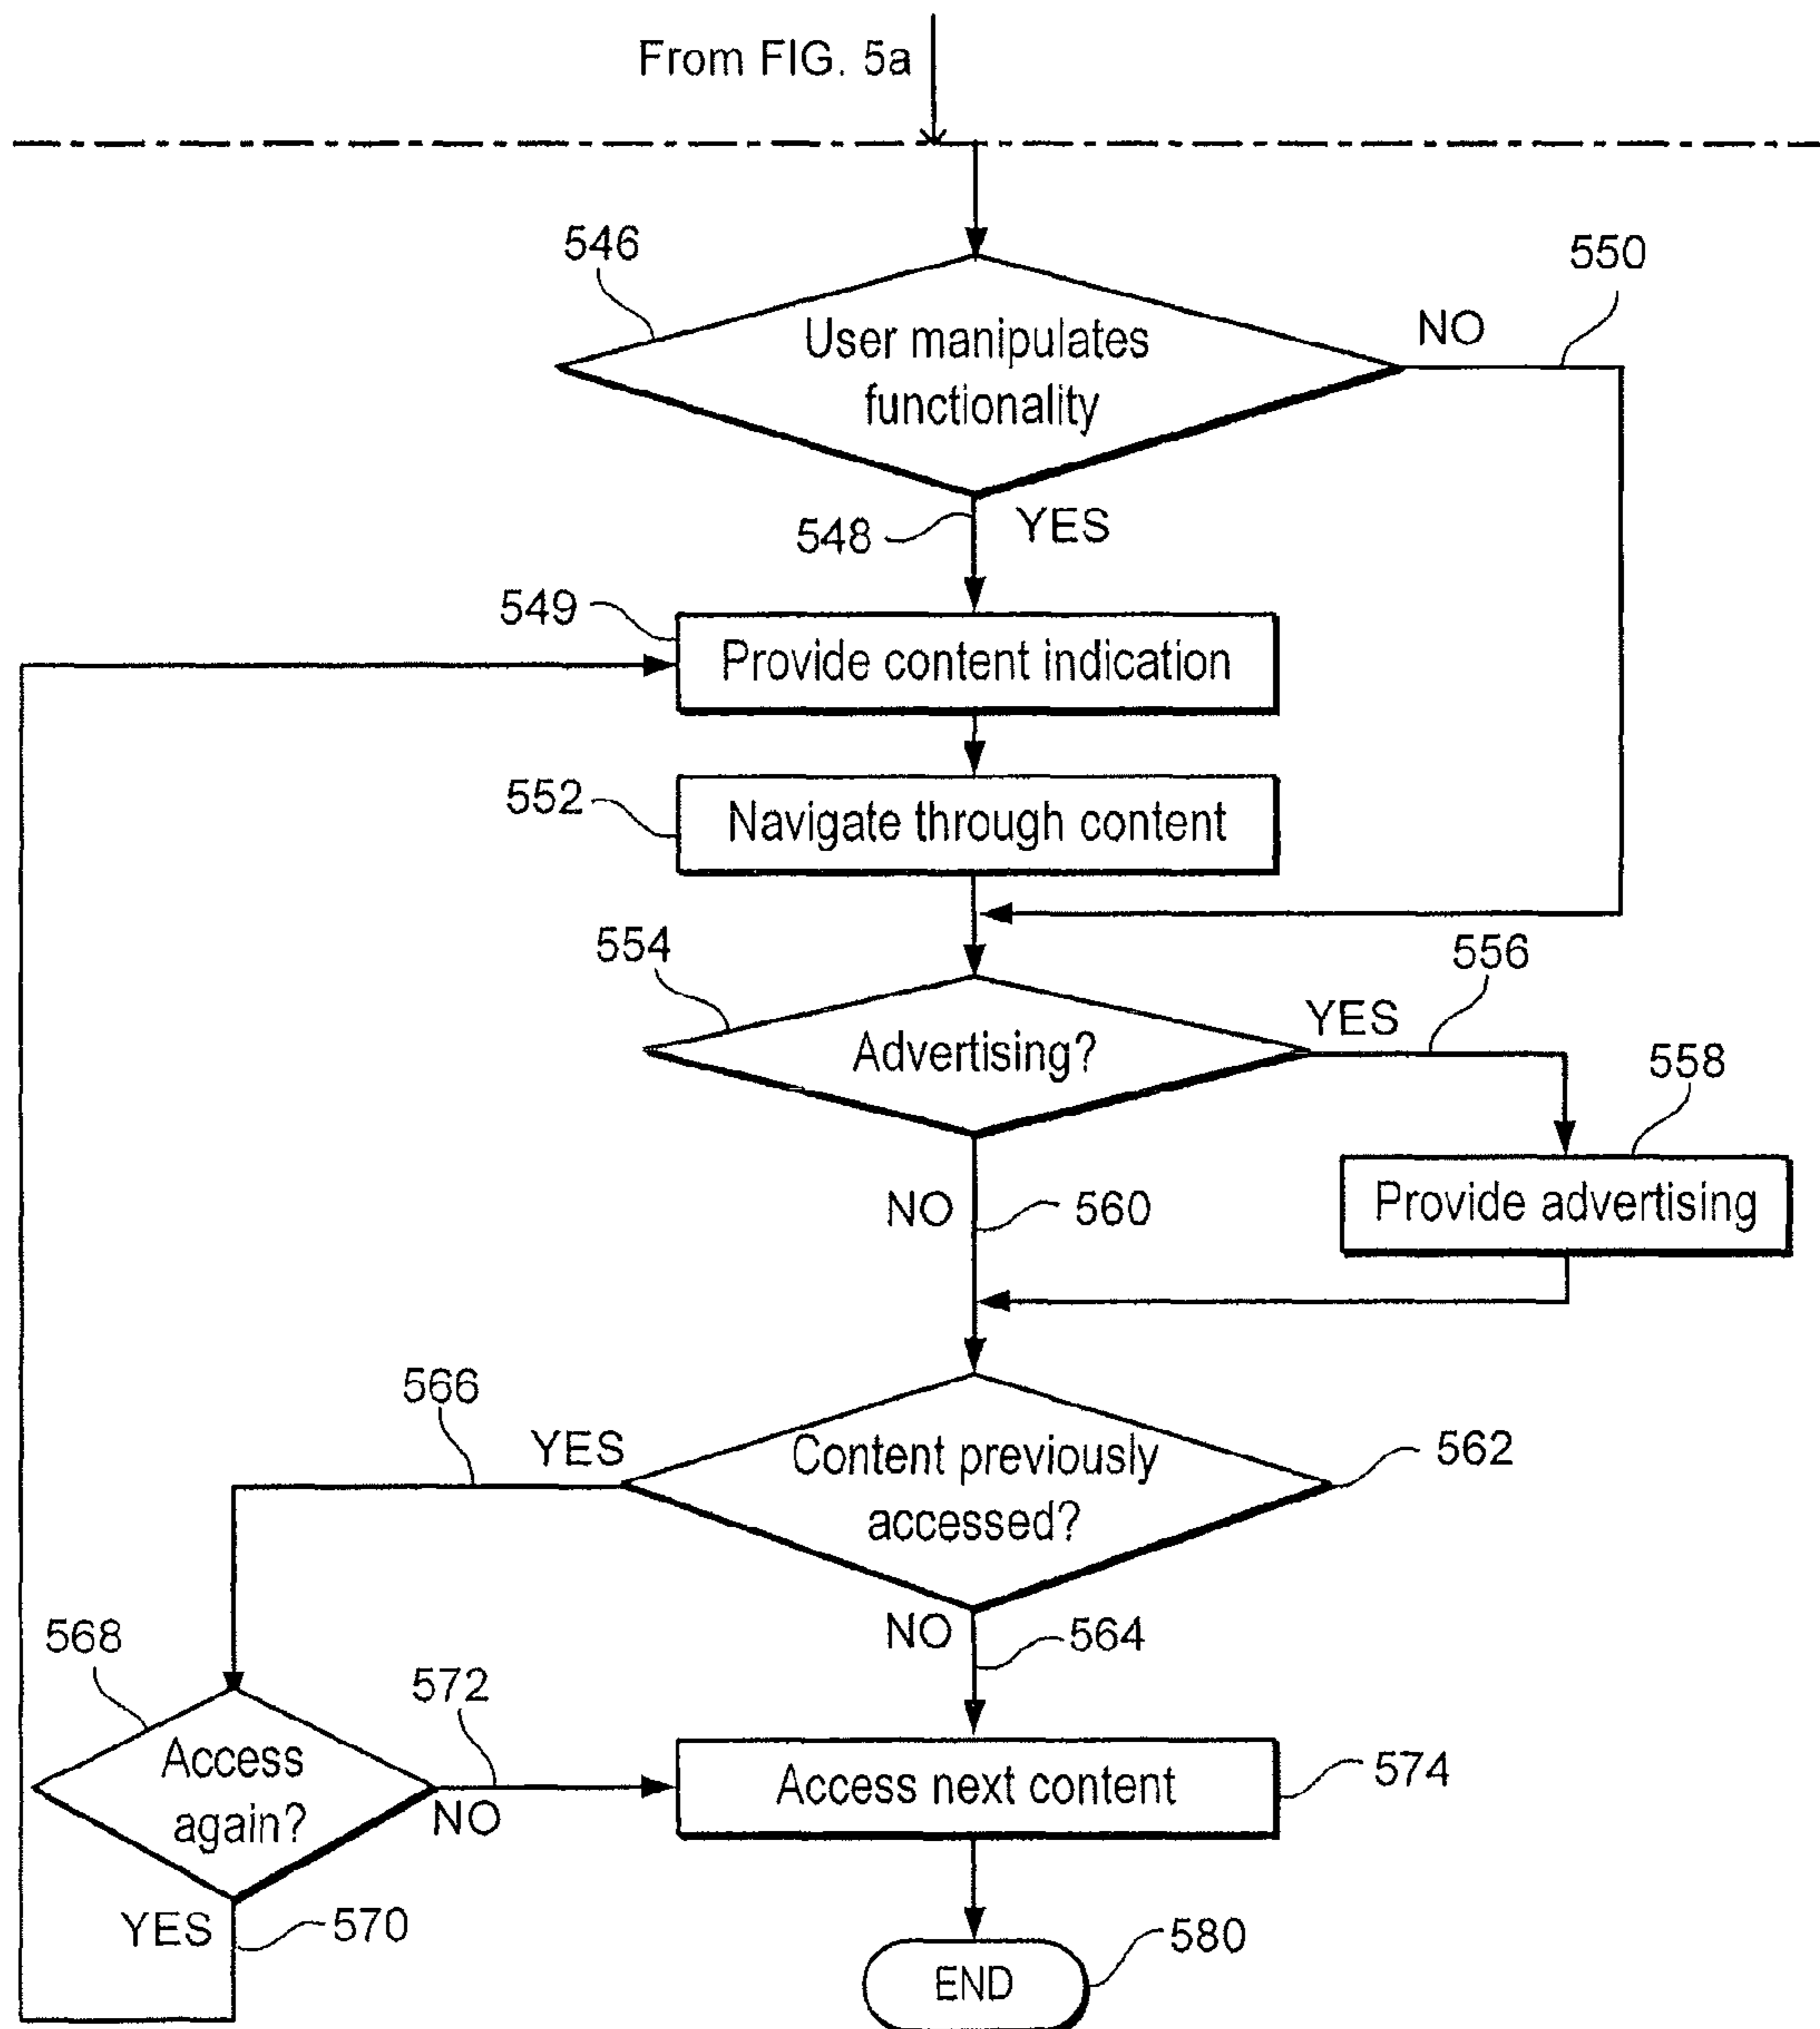 From FIG. 5a
546
550
User manipulates
functionality
NO
548
YES
549
Provide content indication
552
Navigate through content
554
556
Advertising?
YES
558
Provide advertising
NO
560
566
YES
Content previously
accessed?
562
NO
564
568
572
Access
again?
NO
Access next content
574
YES
570
END
580